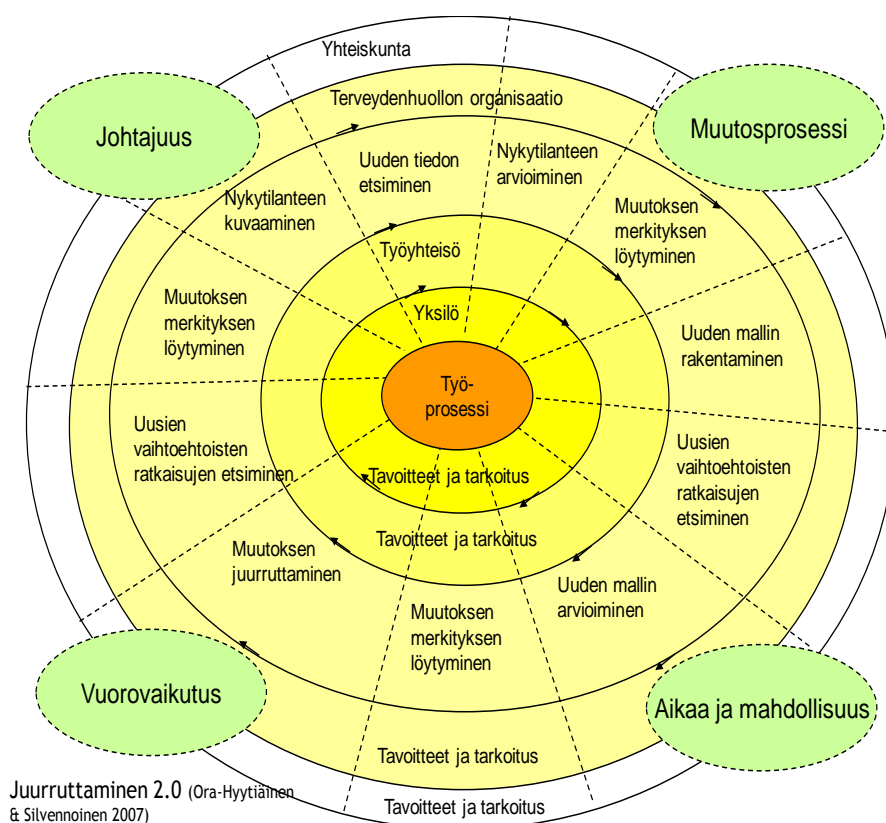 Yhteiskunta
Terveydenhuollon organisaatio
Johtajuus
Muutosprosessi
Nykytilanteen
kuvaaminen
Uuden tiedon
etsiminen
Nykytilanteen
arvioiminen
Muutoksen
merkityksen
löytyminen
Työyhteisö
Yksilö
Muutoksen
merkityksen
löytyminen
Uuden mallin
rakentaminen
Työ-
prosessi
Uusien
vaihtoehtoisten
ratkaisujen etsiminen
Uusien
vaihtoehtoisten
ratkaisujen
etsiminen
Tavoitteet ja tarkoitus
Tavoitteet ja tarkoitus
Muutoksen
juurruttaminen
Uuden mallin
arvioiminen
Muutoksen
merkityksen
löytyminen
Vuorovaikutus
Aikaa ja mahdollisuus
Tavoitteet ja tarkoitus
Tavoitteet ja tarkoitus
Juurruttaminen 2.0 (Ora-Hyytiäinen
& Silvennoinen 2007)